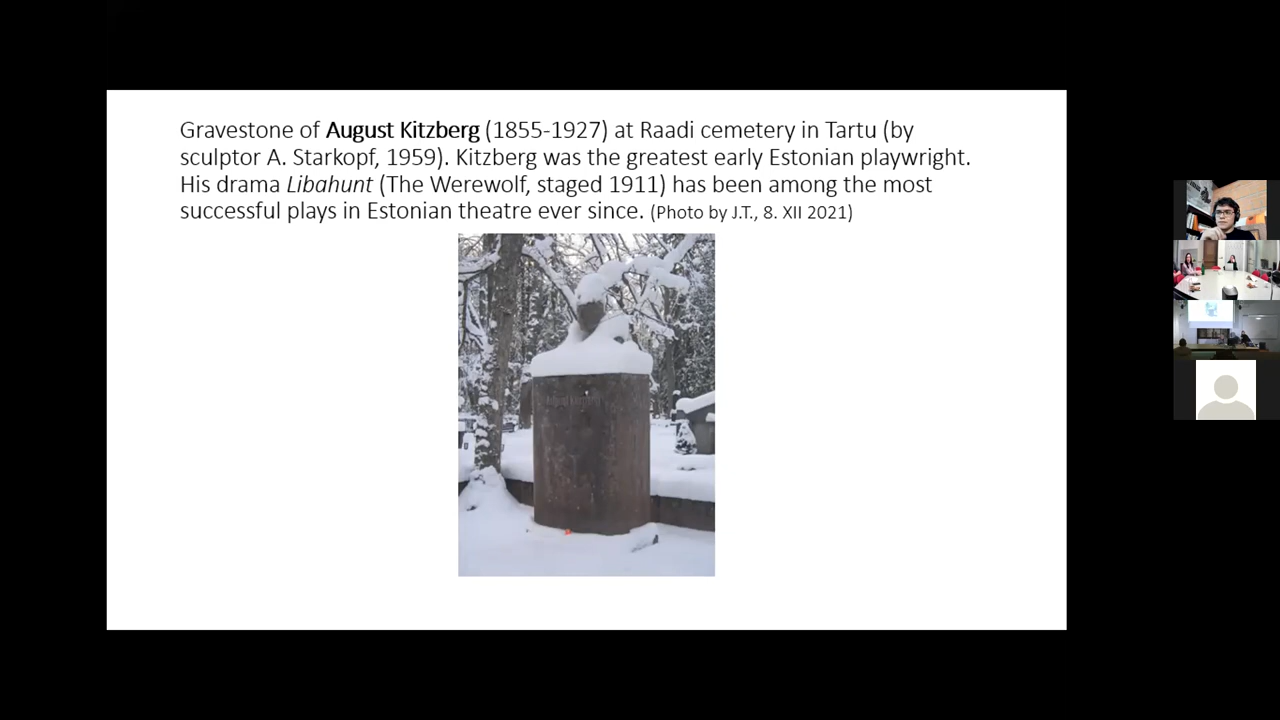 Gravestone of August Kitzberg (1855-1927) at Raadi cemetery in Tartu (by
sculptor A. Starkopf, 1959). Kitzberg was the greatest early Estonian playwright.
His drama Libahunt (The Werewolf, staged 1911) has been among the most
successful plays in Estonian theatre ever since. (Photo by J.T., 8. XII 2021)